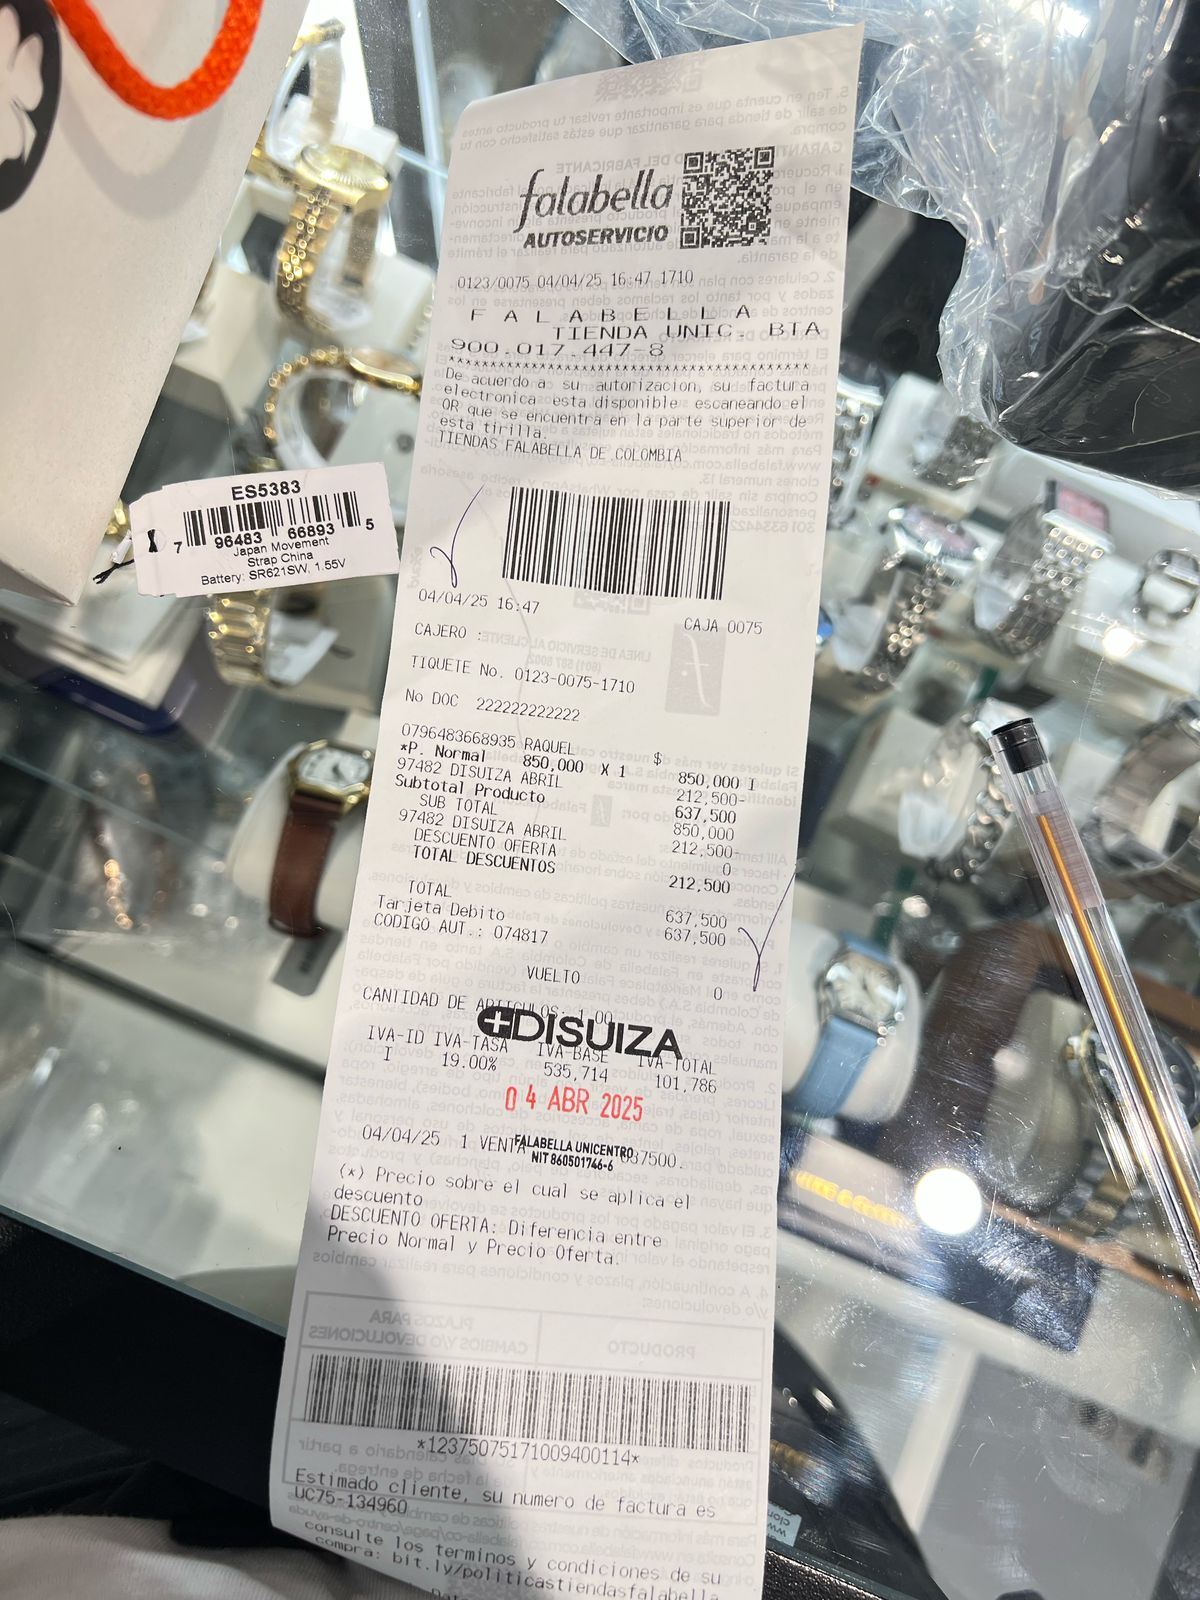 falabella
AUTOSERVICIO
0123/0075 04/04/25 16:47 1710
F A L A B E L L A
TIENDA UNIC. BTA
900.017.447-8
*******************************************
De acuerdo a su autorizacion, su factura
electronica esta disponible escaneando el
QR que se encuentra en la parte superior de
esta tirilla.
TIENDAS FALABELLA DE COLOMBIA
04/04/25 16:47
CAJA 0075
CAJERO :
TIQUETE No. 0123-0075-1710
No DOC 222222222222
0796483668935 RAQUEL $
*P. Normal 850,000 X 1 850,000 I
97482 DISUIZA ABRIL 212,500-
Subtotal Producto 637,500
SUB TOTAL 850,000
97482 DISUIZA ABRIL 212,500-
DESCUENTO OFERTA 0
TOTAL DESCUENTOS 212,500
TOTAL 637,500
Tarjeta Debito 637,500
CODIGO AUT.: 074817
VUELTO 0
CANTIDAD DE ARTICULOS: 1.00
DISUIZA
IVA-ID IVA-TASA IVA-BASE IVA-TOTAL
I 19.00% 535,714 101,786
04 ABR 2025
04/04/25 1 VENTA 637500.
FALABELLA UNICENTRO
NIT 860501746-6
(*) Precio sobre el cual se aplica el
descuento
DESCUENTO OFERTA: Diferencia entre
Precio Normal y Precio Oferta.
*12375075171009400114*
Estimado cliente, su numero de factura es
UC75-134960
consulte los terminos y condiciones de su
compra: bit.ly/politicastiendasfalabella
ES5383
7 96483 66893 5
Japan Movement
Strap China
Battery: SR621SW, 1.55V